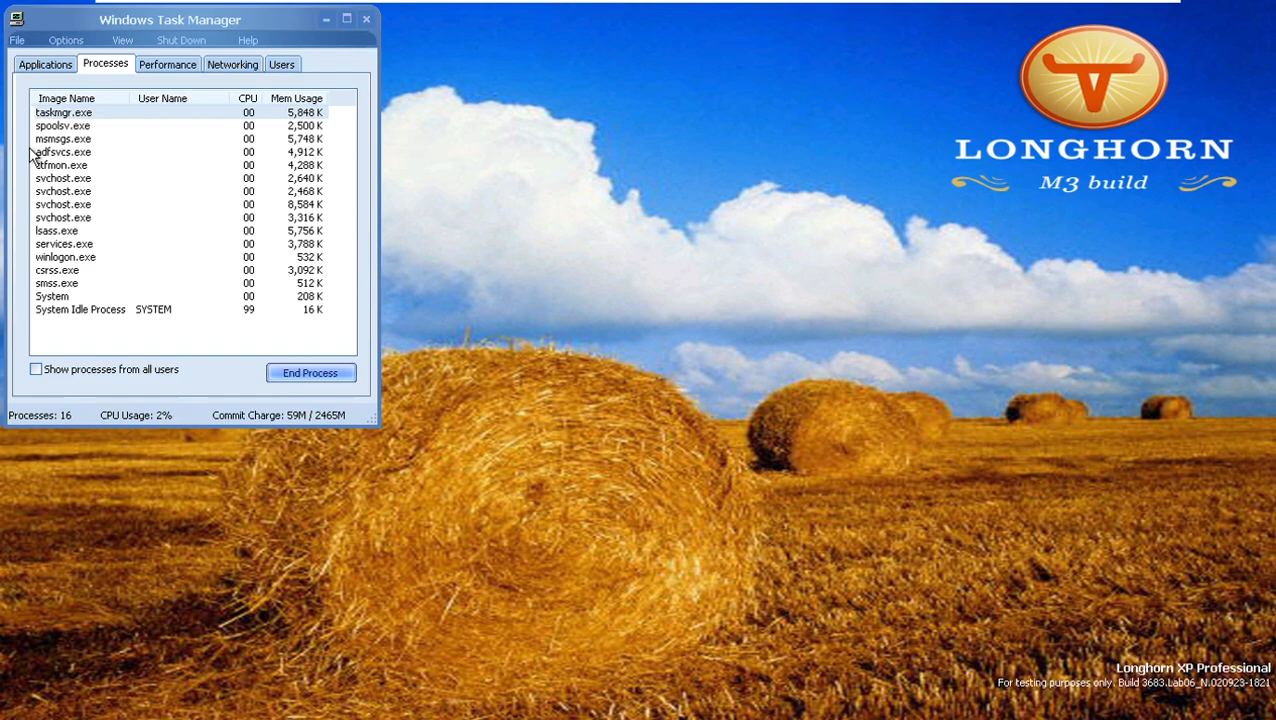 Windows Task Manager
File Options View Shut Down Help
Applications Processes Performance Networking Users
Image Name User Name CPU Mem Usage
taskmgr.exe 00 5,848 K
spoolsv.exe 00 2,500 K
msmsgs.exe 00 5,748 K
dfsvcs.exe 00 4,912 K
tfmon.exe 00 4,288 K
svchost.exe 00 2,640 K
svchost.exe 00 2,468 K
svchost.exe 00 8,584 K
svchost.exe 00 3,316 K
lsass.exe 00 5,756 K
services.exe 00 3,788 K
winlogon.exe 00 532 K
csrss.exe 00 3,092 K
smss.exe 00 512 K
System 00 208 K
System Idle Process SYSTEM 99 16 K
Show processes from all users
End Process
Processes: 16 CPU Usage: 2% Commit Charge: 59M / 2465M
LONGHORN
M3 build
Longhorn XP Professional
For testing purposes only. Build 3683.Lab06_N.020923-1821